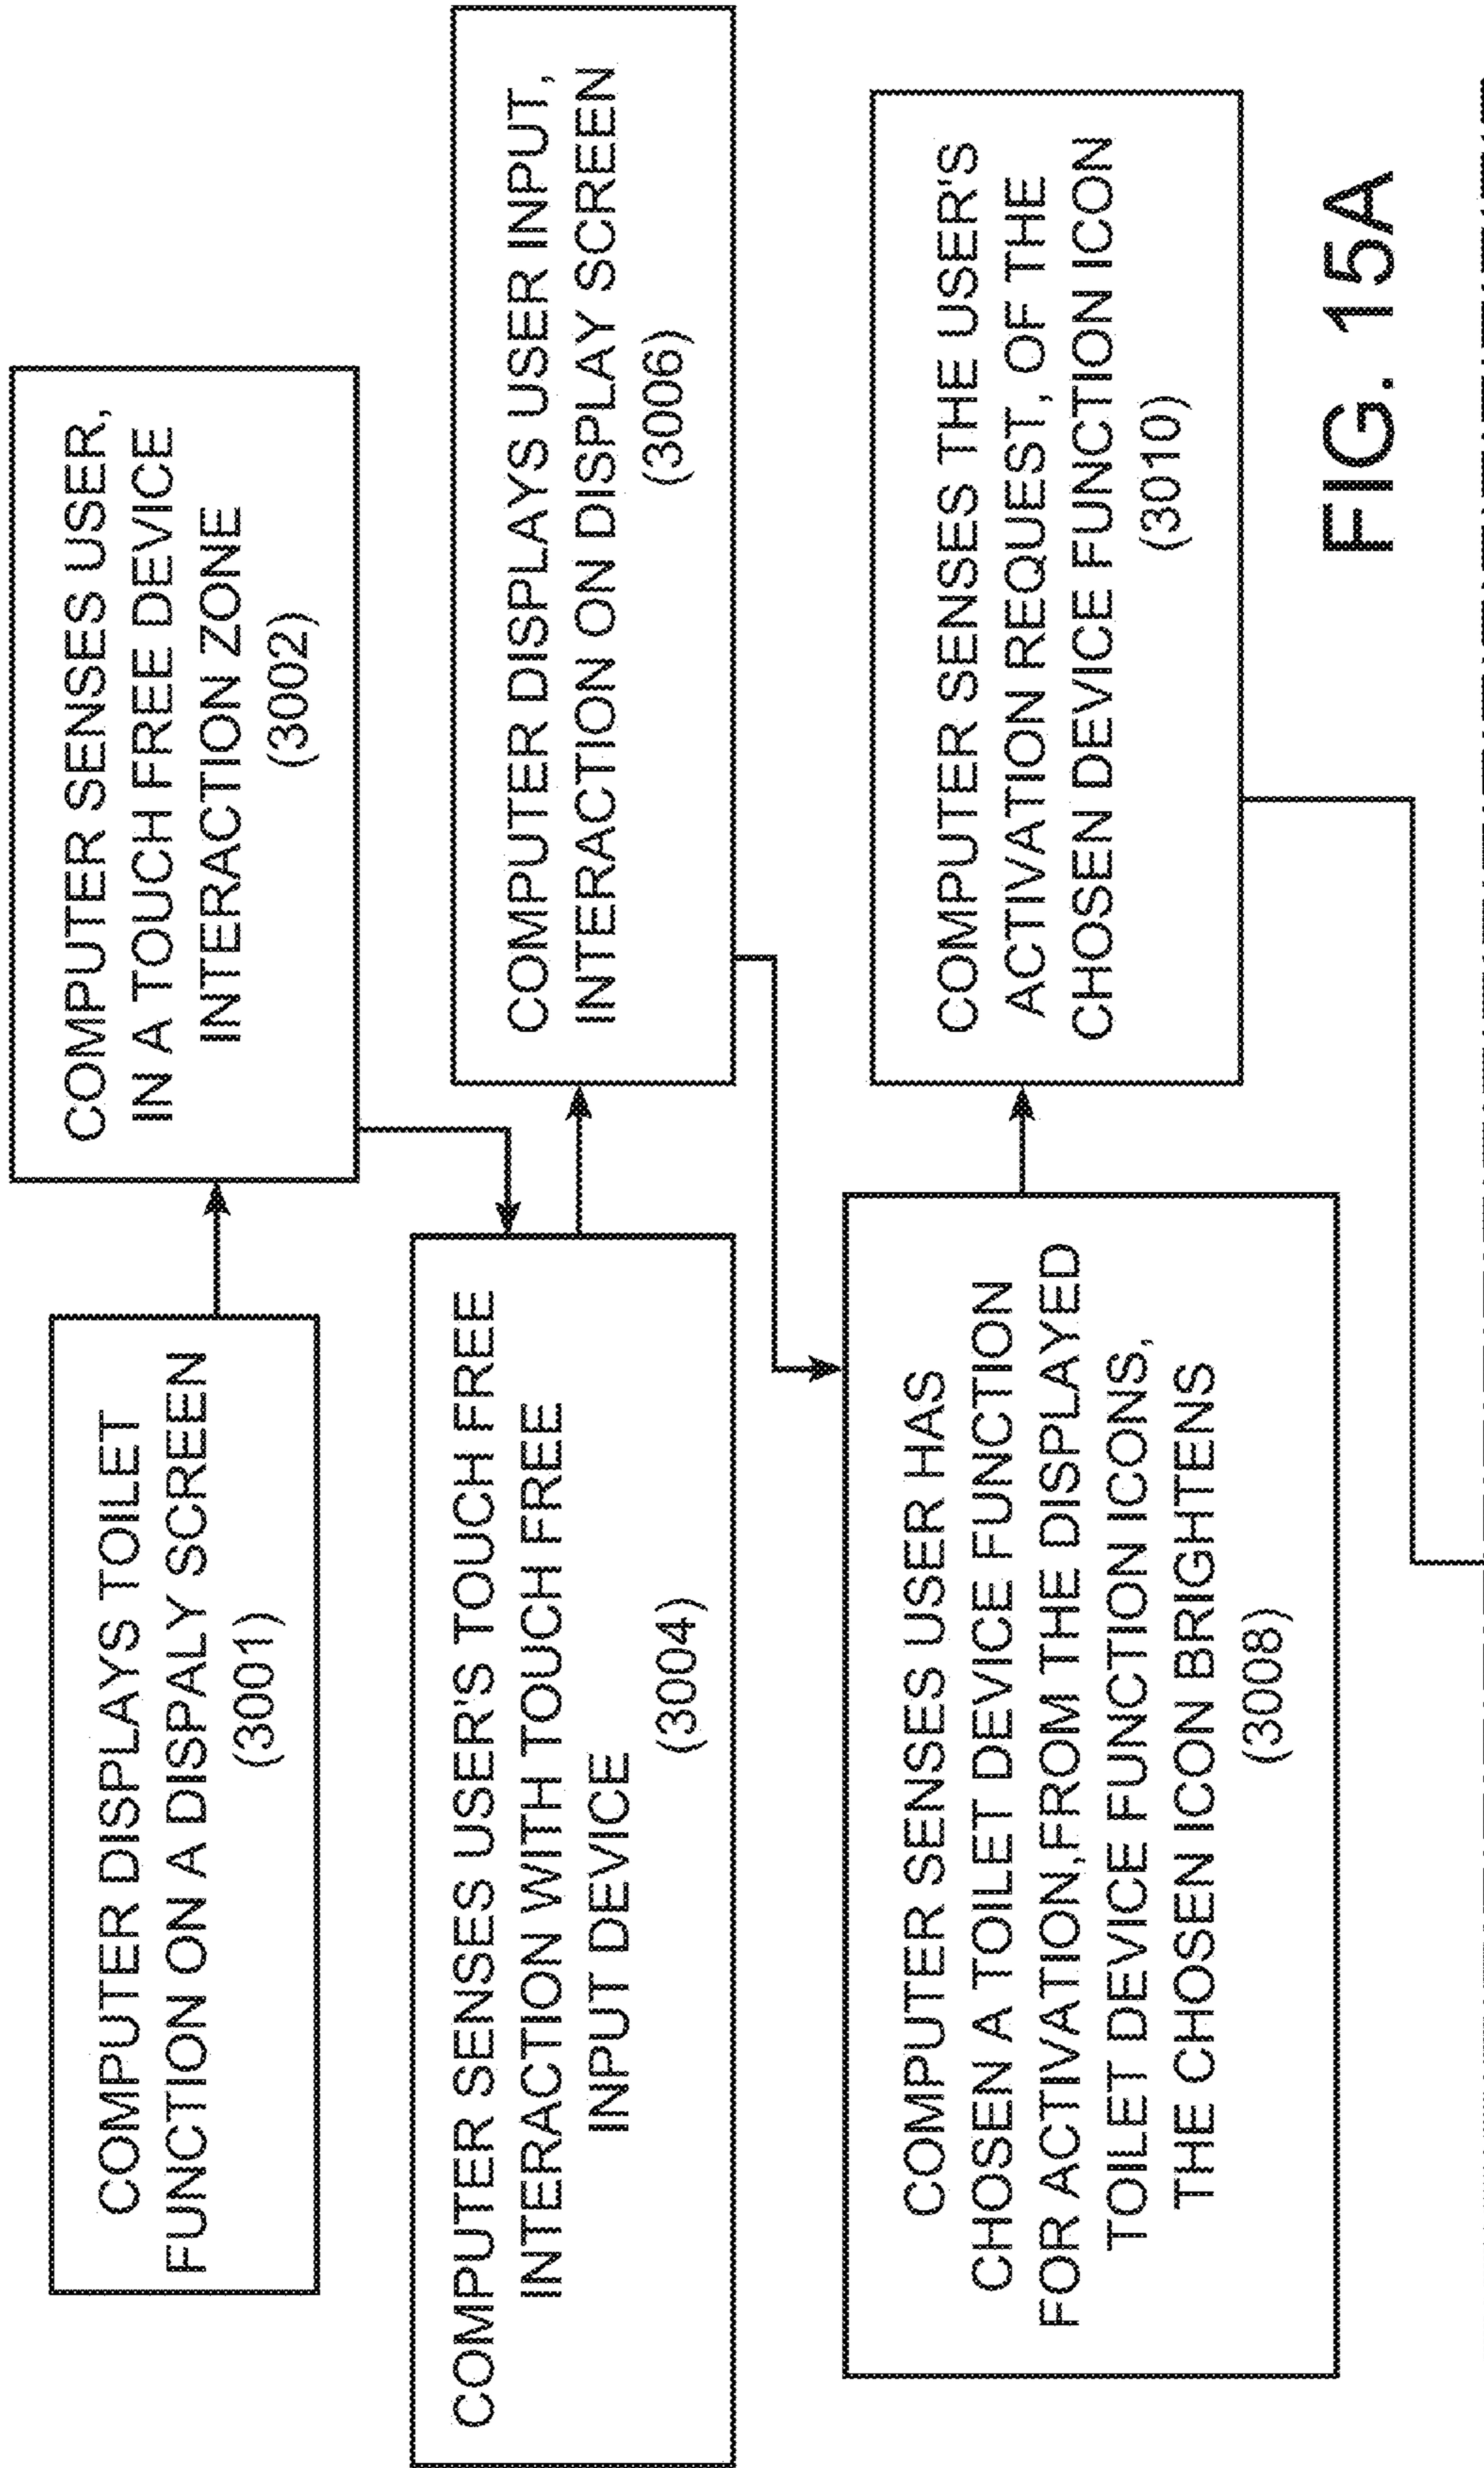 COMPUTER DISPLAYS TOILET
FUNCTION ON A DISPALY SCREEN
(3001)
COMPUTER SENSES USER,
IN A TOUCH FREE DEVICE
INTERACTION ZONE
(3002)
COMPUTER SENSES USER'S TOUCH FREE
INTERACTION WITH TOUCH FREE
INPUT DEVICE
(3004)
COMPUTER DISPLAYS USER INPUT,
INTERACTION ON DISPLAY SCREEN
(3006)
COMPUTER SENSES USER HAS
CHOSEN A TOILET DEVICE FUNCTION
FOR ACTIVATION,FROM THE DISPLAYED
TOILET DEVICE FUNCTION ICONS,
THE CHOSEN ICON BRIGHTENS
(3008)
COMPUTER SENSES THE USER'S
ACTIVATION REQUEST, OF THE
CHOSEN DEVICE FUNCTION ICON
(3010)
FIG. 15A